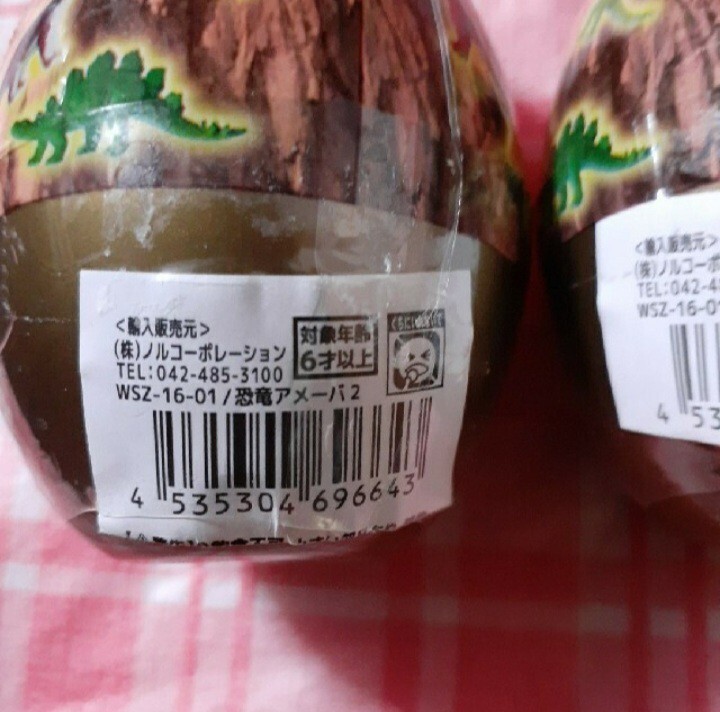 <輸入販売元>
(株)ノルコーポレーション
TEL:042-485-3100
WSZ-16-01/恐竜アメーバ2
対象年齢
6才以上
4 535304 696643
<輸入販売元>
(株)ノルコーポ
TEL:042-4
WSZ-16-0
4 53